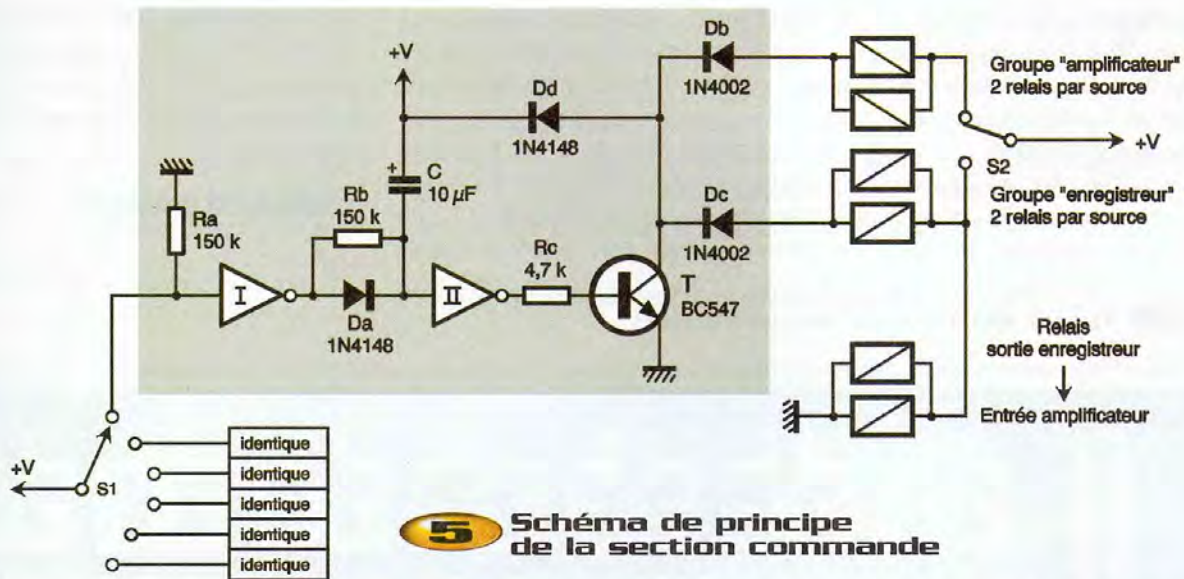 +V
Db
1N4002
Groupe "amplificateur"
2 relais par source
Dd
1N4148
+V
S2
C
10 µF
+
Rb
150 k
Ra
150 k
Groupe "enregistreur"
2 relais par source
Dc
1N4002
Rc
4,7 k
I
II
T
BC547
Da
1N4148
Relais
sortie enregistreur
Entrée amplificateur
+V
S1
identique
identique
identique
identique
identique
5 Schéma de principe
de la section commande